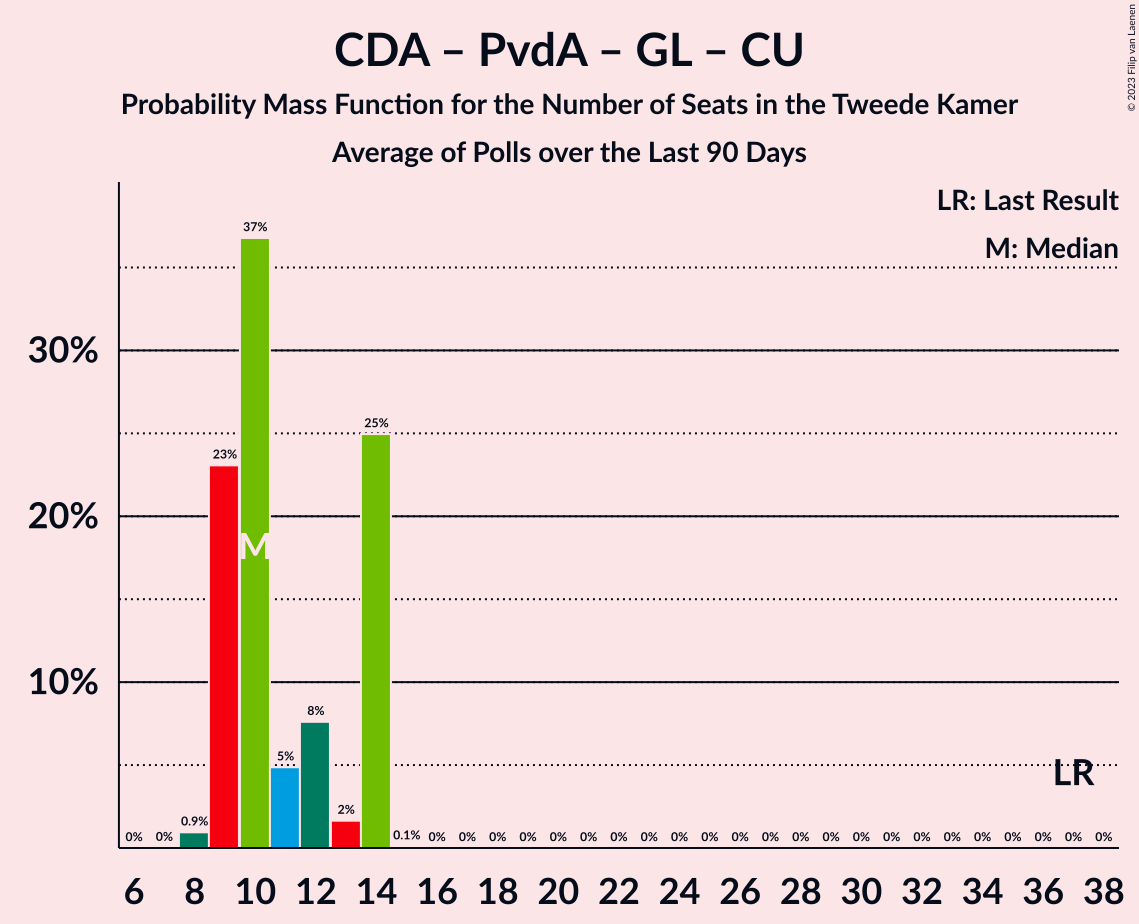 CDA – PvdA – GL – CU
Probability Mass Function for the Number of Seats in the Tweede Kamer
Average of Polls over the Last 90 Days
© 2023 Filip van Laenen
LR: Last Result
M: Median
30%
20%
10%
0% 0% 0.9% 23% 37% 5% 8% 2% 25% 0.1% 0% 0% 0% 0% 0% 0% 0% 0% 0% 0% 0% 0% 0% 0% 0% 0% 0% 0% 0% 0% 0% 0% 0%
M
LR
6 8 10 12 14 16 18 20 22 24 26 28 30 32 34 36 38